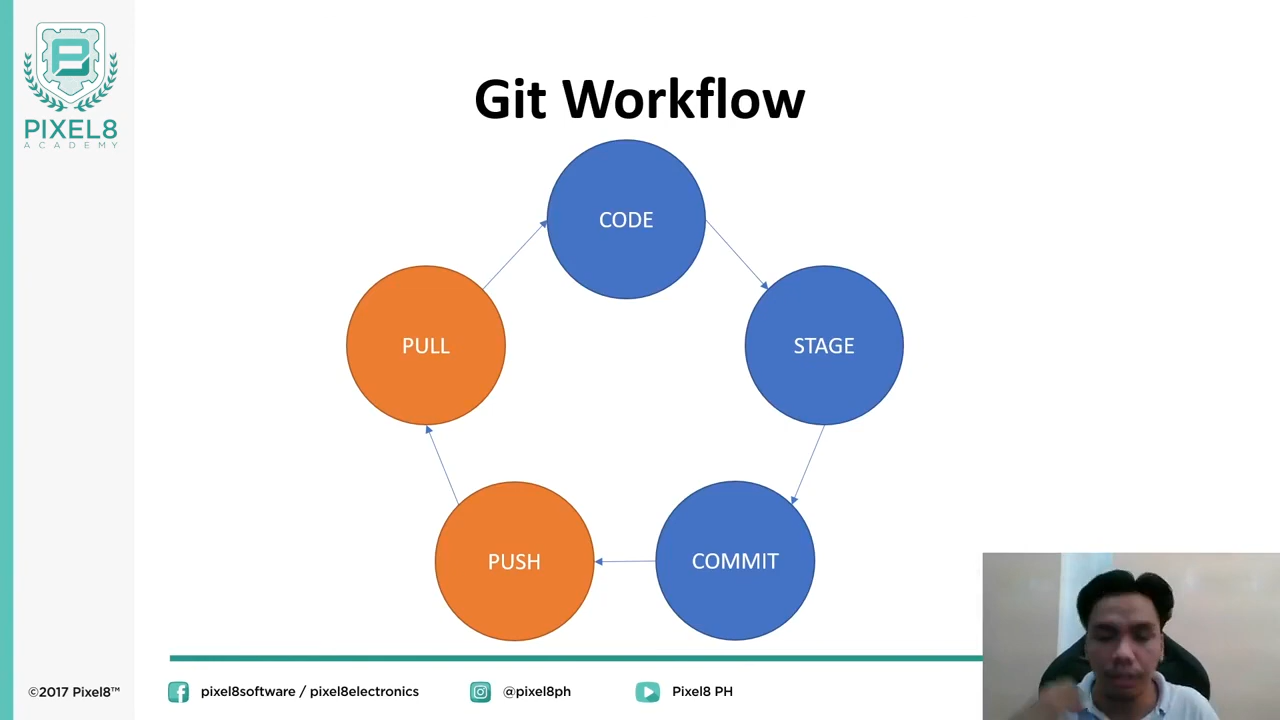 PIXEL8
ACADEMY
Git Workflow
CODE
STAGE
COMMIT
PUSH
PULL
©2017 Pixel8™
pixel8software / pixel8electronics
@pixel8ph
Pixel8 PH